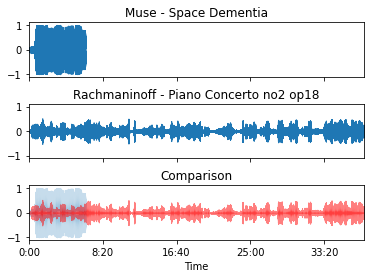 Muse - Space Dementia
1
0
−1
Rachmaninoff - Piano Concerto no2 op18
1
0
−1
Comparison
1
0
−1
0:00 8:20 16:40 25:00 33:20
Time